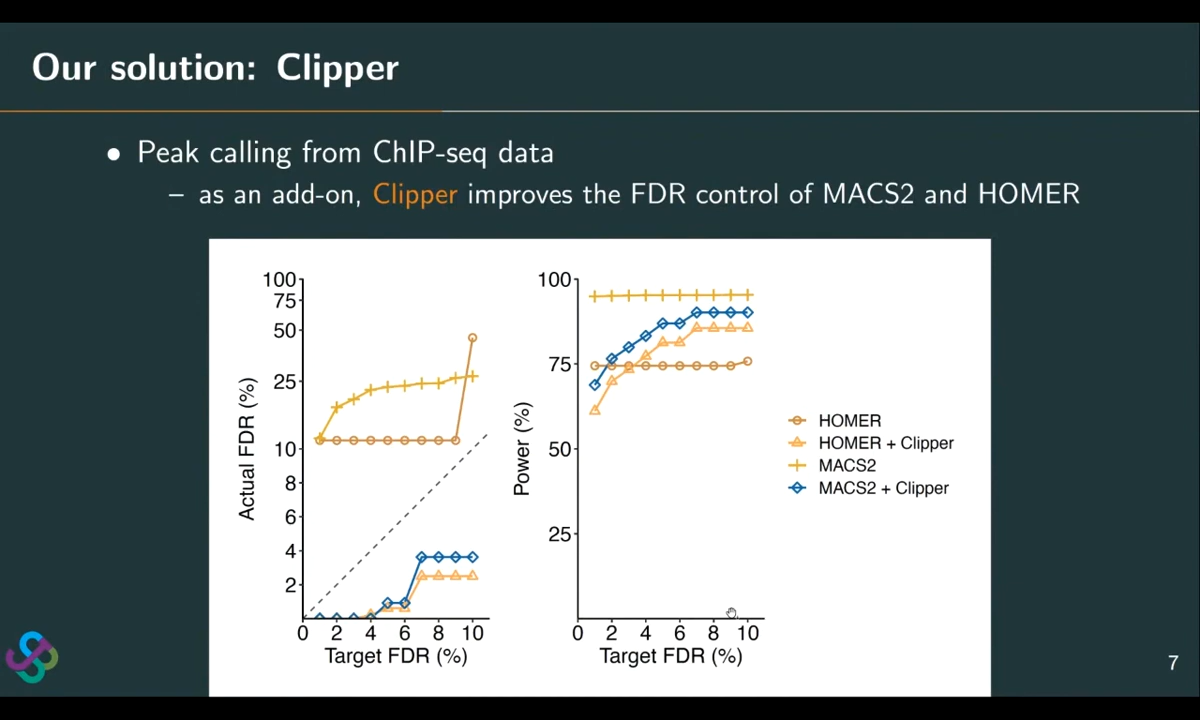 Our solution: Clipper
• Peak calling from ChIP-seq data
– as an add-on, Clipper improves the FDR control of MACS2 and HOMER
Actual FDR (%)
100
75
50
25
10
8
6
4
2
0 2 4 6 8 10
Target FDR (%)
Power (%)
100
75
50
25
0 2 4 6 8 10
Target FDR (%)
HOMER
HOMER + Clipper
MACS2
MACS2 + Clipper
7